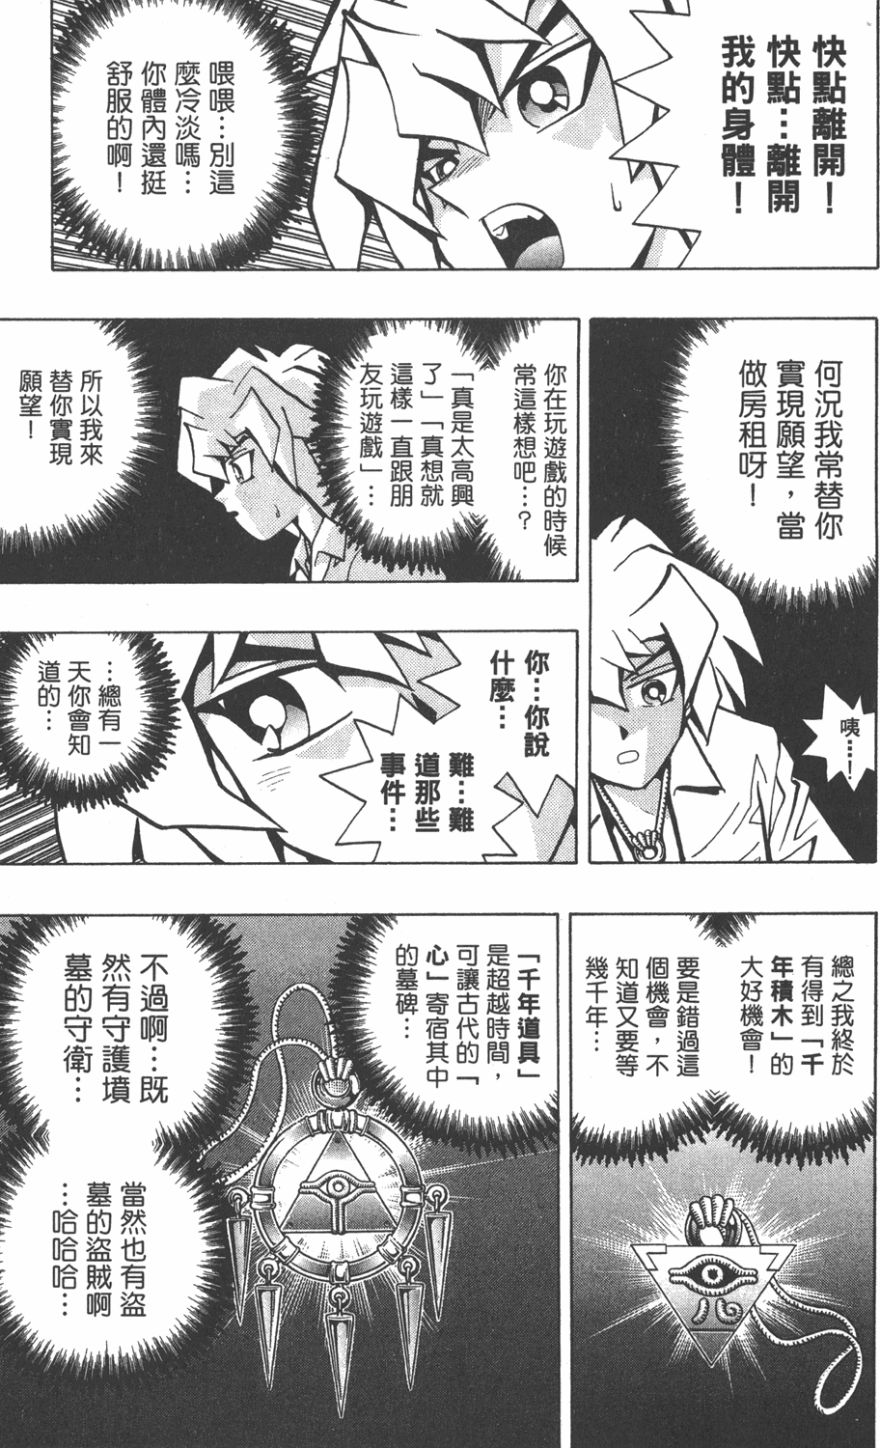 快點離開！
快點…離開
我的身體！
喂喂…別這
麼冷淡嗎…
你體內還挺
舒服的啊！
何況我常替你
實現願望，當
做房租呀！
咦…！
你在玩遊戲的時候
常這樣想吧…？
「真是太高興
了」「真想就
這樣一直跟朋
友玩遊戲」…
所以我來
替你實現
願望！
你…你說
什麼…
難…難
道那些
事件…
…總有一
天你會知
道的…
總之我終於
有得到「千
年積木」的
大好機會！
要是錯過這
個機會，不
知道又要等
幾千年…
「千年道具」
是超越時間，
可讓古代的「
心」寄宿其中
的墓碑…
不過啊…既
然有守護墳
墓的守衛…
當然也有盜
墓的盜賊啊
…哈哈哈…